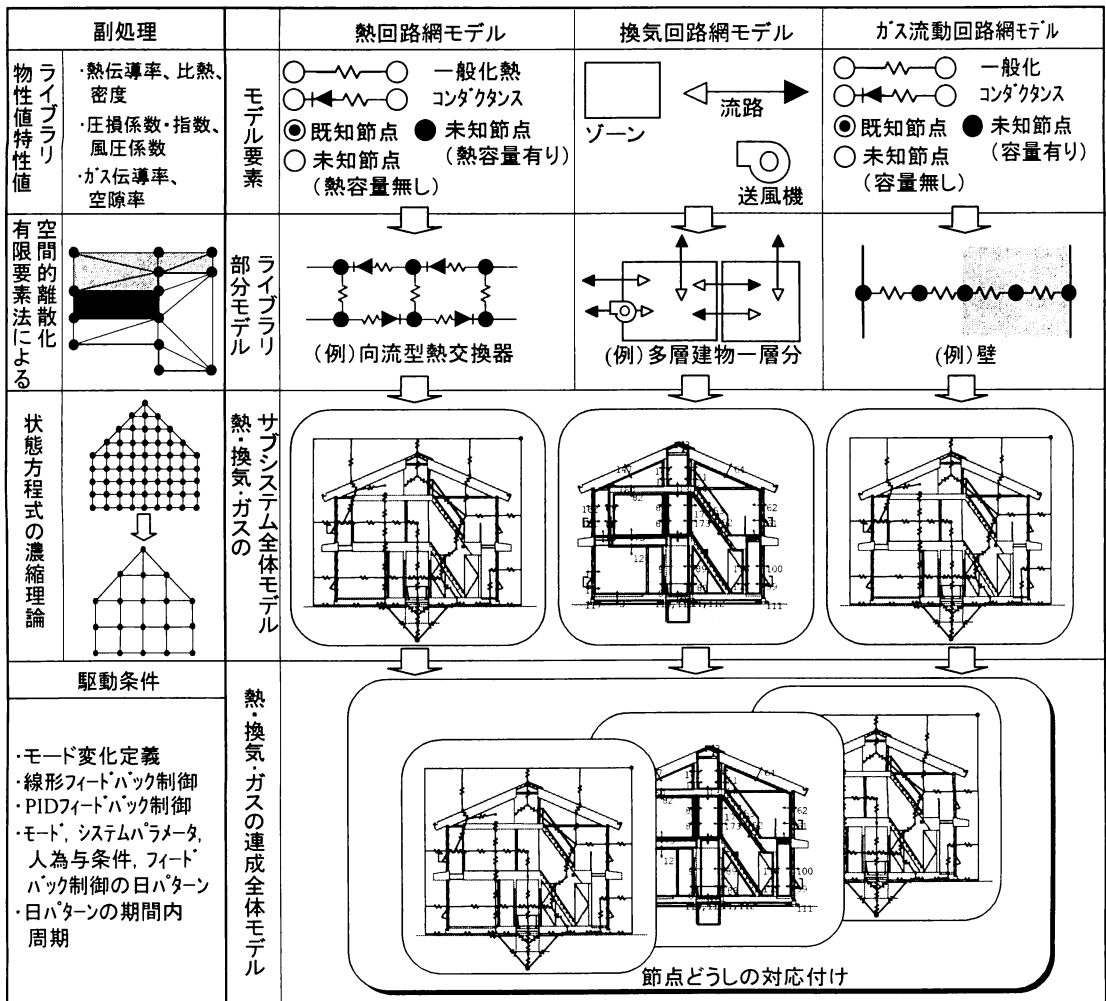 副処理
熱回路網モデル
換気回路網モデル
ガス流動回路網モデル
ライブラリ
物性値特性値
・熱伝導率、比熱、
密度
・圧損係数・指数、
風圧係数
・ガス伝導率、
空隙率
モデル要素
一般化熱
コンダクタンス
既知節点
未知節点
(熱容量有り)
未知節点
(熱容量無し)
ゾーン
流路
送風機
一般化
コンダクタンス
既知節点
未知節点
(容量有り)
未知節点
(容量無し)
空間的離散化
有限要素法による
ライブラリ
部分モデル
(例)向流型熱交換器
(例)多層建物一層分
(例)壁
状態方程式の濃縮理論
サブシステム全体モデル
熱・換気・ガスの
駆動条件
・モード変化定義
・線形フィードバック制御
・PIDフィードバック制御
・モード,システムパラメータ,
人為与条件,フィード
バック制御の日パターン
・日パターンの期間内
周期
熱・換気・ガスの連成全体モデル
節点どうしの対応付け